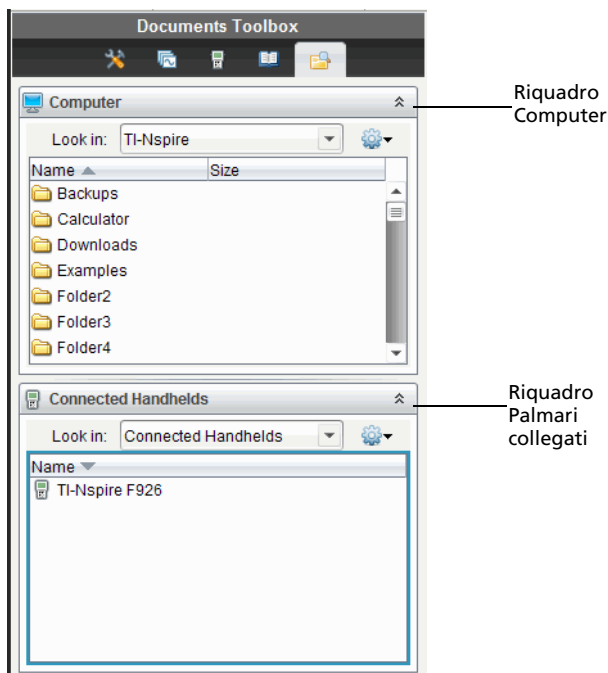 Documents Toolbox
Computer
Riquadro
Computer
Look in: TI-Nspire
Name Size
Backups
Calculator
Downloads
Examples
Folder2
Folder3
Folder4
Connected Handhelds
Riquadro
Palmari
collegati
Look in: Connected Handhelds
Name
TI-Nspire F926